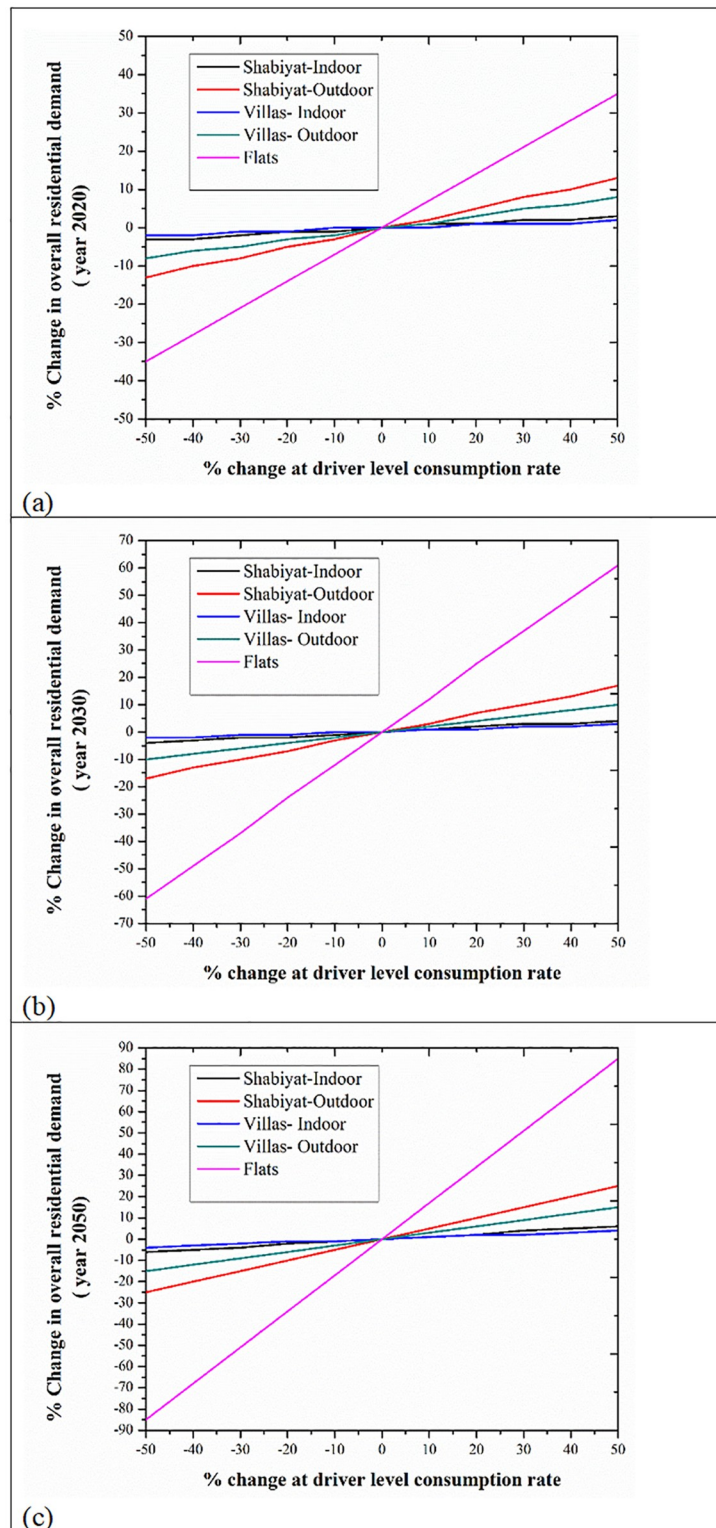 50
40
30
20
10
0
-10
-20
-30
-40
-50
% Change in overall residential demand
( year 2020)
Shabiyat-Indoor
Shabiyat-Outdoor
Villas- Indoor
Villas- Outdoor
Flats
-50 -40 -30 -20 -10 0 10 20 30 40 50
% change at driver level consumption rate
(a)
70
60
50
40
30
20
10
0
-10
-20
-30
-40
-50
-60
-70
% Change in overall residential demand
( year 2030)
Shabiyat-Indoor
Shabiyat-Outdoor
Villas- Indoor
Villas- Outdoor
Flats
-50 -40 -30 -20 -10 0 10 20 30 40 50
% change at driver level consumption rate
(b)
90
80
70
60
50
40
30
20
10
0
-10
-20
-30
-40
-50
-60
-70
-80
-90
% Change in overall residential demand
( year 2050)
Shabiyat-Indoor
Shabiyat-Outdoor
Villas- Indoor
Villas- Outdoor
Flats
-50 -40 -30 -20 -10 0 10 20 30 40 50
% change at driver level consumption rate
(c)